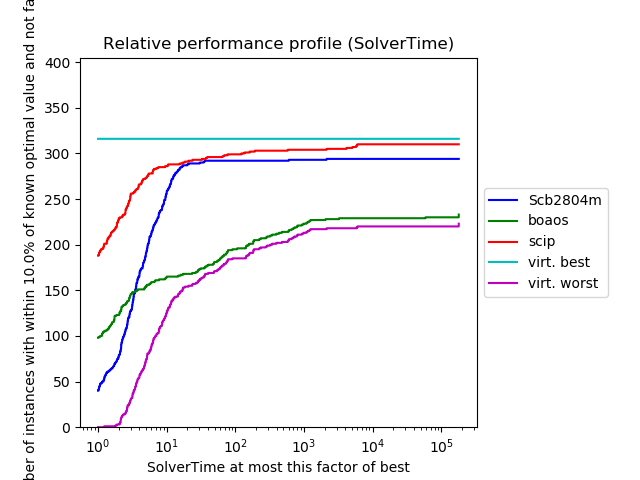 Relative performance profile (SolverTime)
ber of instances with within 10.0% of known optimal value and not fa
400
350
300
250
200
150
100
50
0
10^0 10^1 10^2 10^3 10^4 10^5
SolverTime at most this factor of best
Scb2804m
boaos
scip
virt. best
virt. worst